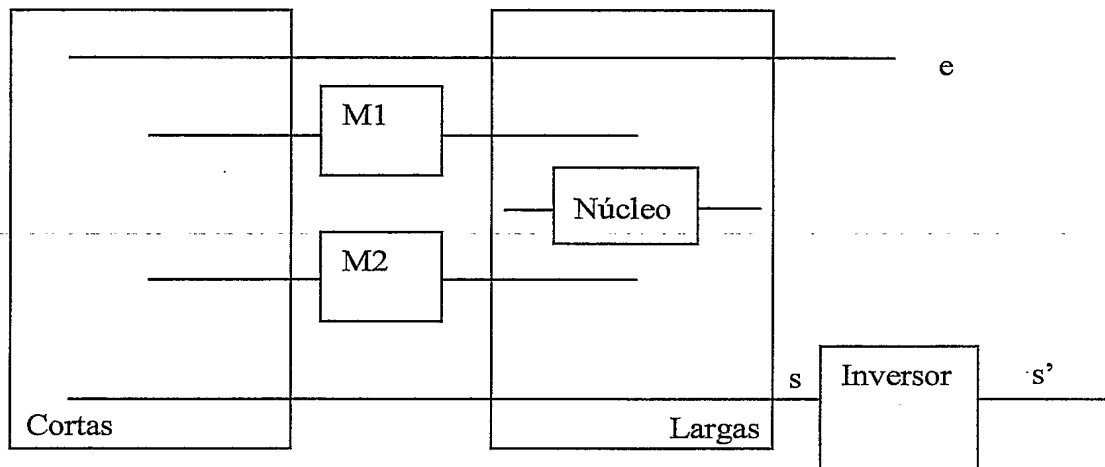 e
M1
Núcleo
M2
s
Inversor
s’
Cortas
Largas